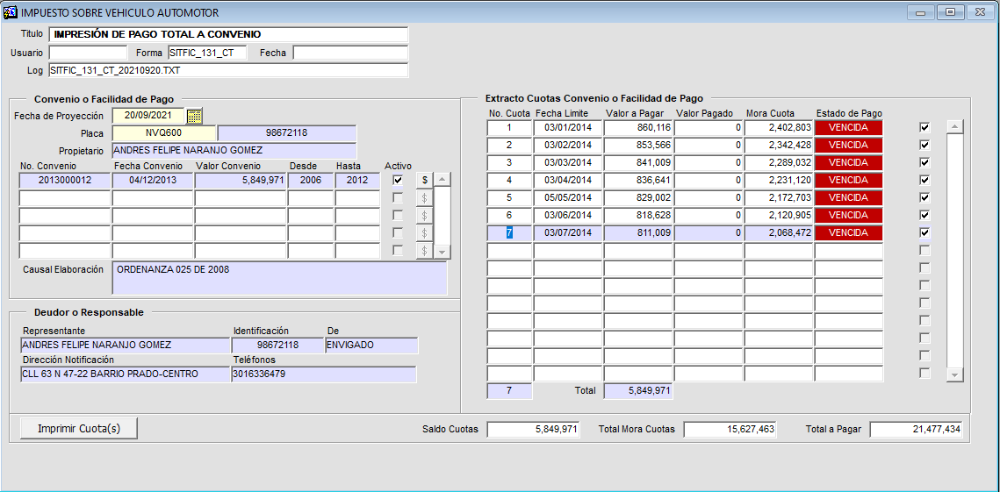 IMPUESTO SOBRE VEHICULO AUTOMOTOR
Titulo IMPRESIÓN DE PAGO TOTAL A CONVENIO
Usuario Forma SITFIC_131_CT Fecha
Log SITFIC_131_CT_20210920.TXT
Convenio o Facilidad de Pago
Fecha de Proyección 20/09/2021
Placa NVQ600 98672118
Propietario ANDRES FELIPE NARANJO GOMEZ
No. Convenio Fecha Convenio Valor Convenio Desde Hasta Activo
2013000012 04/12/2013 5,849,971 2006 2012 $
$
$
$
$
Causal Elaboración ORDENANZA 025 DE 2008
Deudor o Responsable
Representante Identificación De
ANDRES FELIPE NARANJO GOMEZ 98672118 ENVIGADO
Dirección Notificación Teléfonos
CLL 63 N 47-22 BARRIO PRADO-CENTRO 3016336479
Extracto Cuotas Convenio o Facilidad de Pago
No. Cuota Fecha Limite Valor a Pagar Valor Pagado Mora Cuota Estado de Pago
1 03/01/2014 860,116 0 2,402,803 VENCIDA
2 03/02/2014 853,566 0 2,342,428 VENCIDA
3 03/03/2014 841,009 0 2,289,032 VENCIDA
4 03/04/2014 836,641 0 2,231,120 VENCIDA
5 05/05/2014 829,002 0 2,172,703 VENCIDA
6 03/06/2014 818,628 0 2,120,905 VENCIDA
7 03/07/2014 811,009 0 2,068,472 VENCIDA
7 Total 5,849,971
Imprimir Cuota(s) Saldo Cuotas 5,849,971 Total Mora Cuotas 15,627,463 Total a Pagar 21,477,434